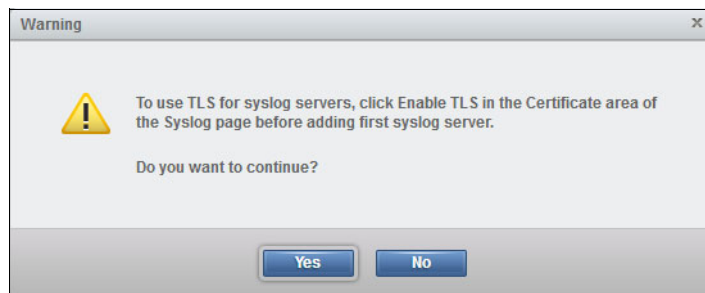 Warning
x
To use TLS for syslog servers, click Enable TLS in the Certificate area of
the Syslog page before adding first syslog server.
Do you want to continue?
Yes No